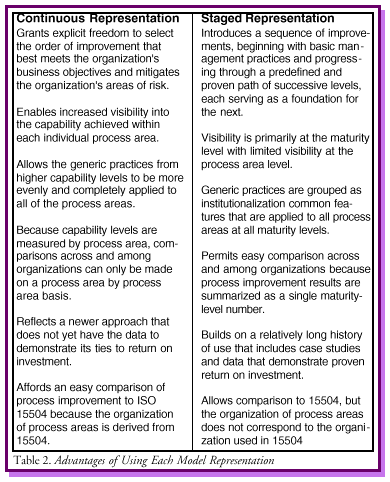 Continuous Representation
Grants explicit freedom to select
the order of improvement that
best meets the organization's
business objectives and mitigates
the organization's areas of risk.
Enables increased visibility into
the capability achieved within
each individual process area.
Allows the generic practices from
higher capability levels to be more
evenly and completely applied to
all of the process areas.
Because capability levels are
measured by process area, com-
parisons across and among
organizations can only be made
on a process area by process
area basis.
Reflects a newer approach that
does not yet have the data to
demonstrate its ties to return on
investment.
Affords an easy comparison of
process improvement to ISO
15504 because the organization
of process areas is derived from
15504.
Staged Representation
Introduces a sequence of improve-
ments, beginning with basic man-
agement practices and progress-
ing through a predefined and
proven path of successive levels,
each serving as a foundation for
the next.
Visibility is primarily at the maturity
level with limited visibility at the
process area level.
Generic practices are grouped as
institutionalization common fea-
tures that are applied to all process
areas at all maturity levels.
Permits easy comparison across
and among organizations because
process improvement results are
summarized as a single maturity-
level number.
Builds on a relatively long history
of use that includes case studies
and data that demonstrate proven
return on investment.
Allows comparison to 15504, but
the organization of process areas
does not correspond to the organi-
zation used in 15504
Table 2. Advantages of Using Each Model Representation